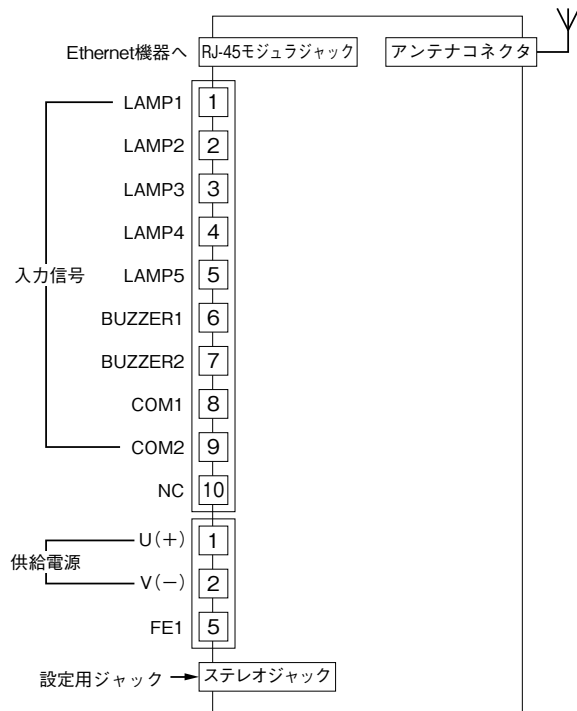 Ethernet機器へ RJ-45モジュラジャック アンテナコネクタ
LAMP1 1
LAMP2 2
LAMP3 3
LAMP4 4
入力信号 LAMP5 5
BUZZER1 6
BUZZER2 7
COM1 8
COM2 9
NC 10
U(+) 1
供給電源
V(-) 2
FE1 5
設定用ジャック ステレオジャック